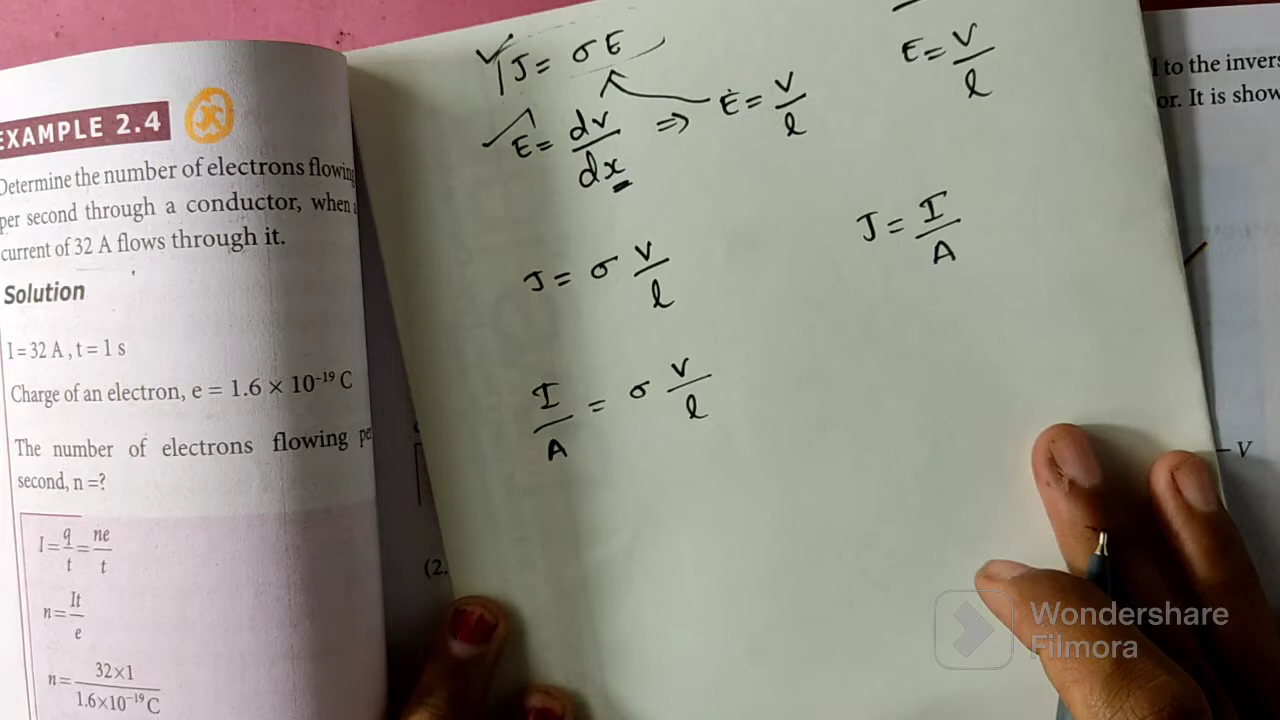 EXAMPLE 2.4
Determine the number of electrons flowing
per second through a conductor, when a
current of 32 A flows through it.
Solution
I = 32 A , t = 1 s
Charge of an electron, e = 1.6 × 10⁻¹⁹ C
The number of electrons flowing per
second, n =?
I = q/t = ne/t
n = It/e
n = 32×1/1.6×10⁻¹⁹ C
J = σ E
E = dv/dx ⇒ E = V/l
J = σ V/l
I/A = σ V/l
E = V/l
J = I/A
(2.
to the invers
or. It is show
– V
Wondershare
Filmora